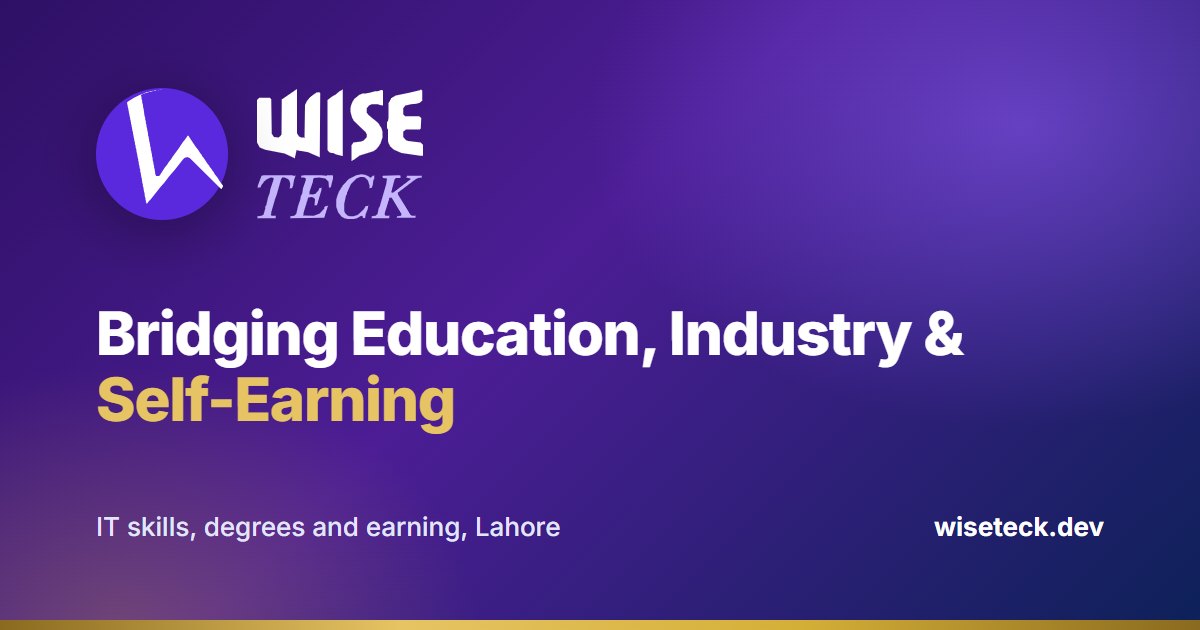 WISE
TECK
Bridging Education, Industry &
Self-Earning
IT skills, degrees and earning, Lahore
wiseteck.dev